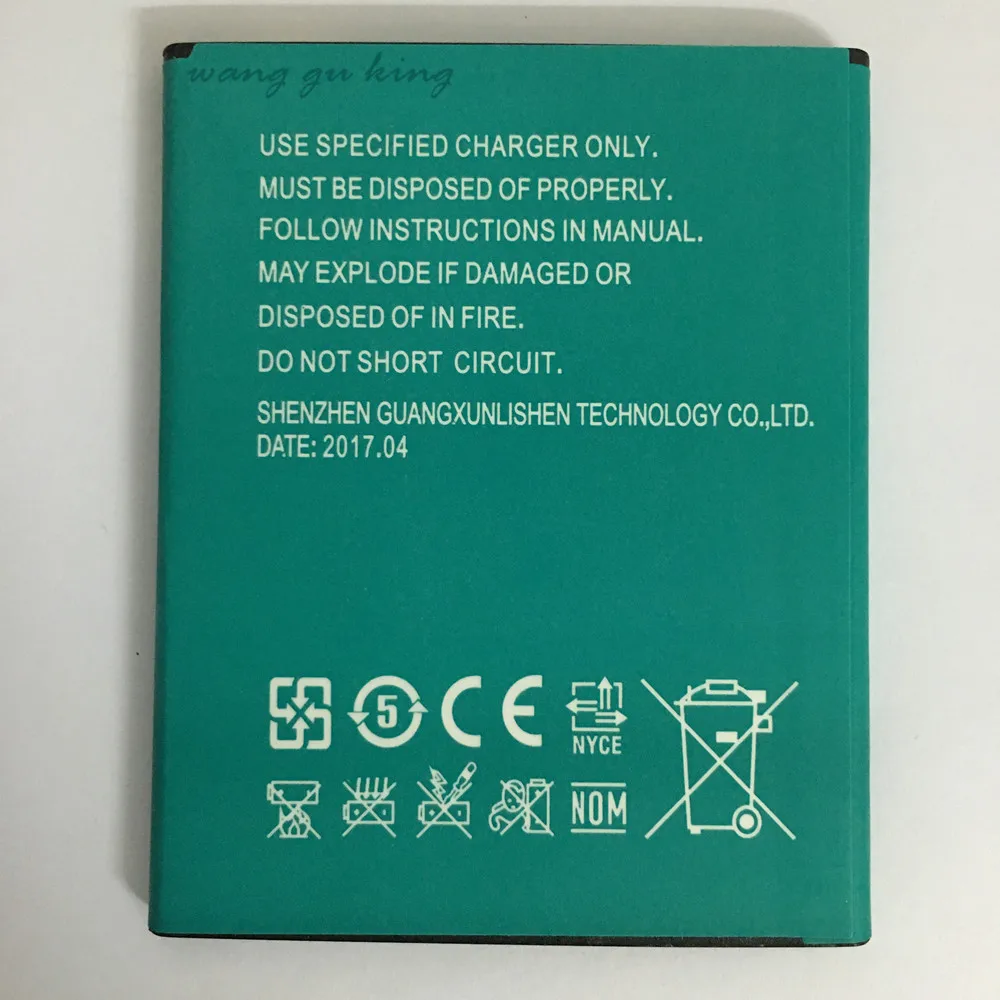 wang gu king
USE SPECIFIED CHARGER ONLY.
MUST BE DISPOSED OF PROPERLY.
FOLLOW INSTRUCTIONS IN MANUAL.
MAY EXPLODE IF DAMAGED OR
DISPOSED OF IN FIRE.
DO NOT SHORT CIRCUIT.
SHENZHEN GUANGXUNLISHEN TECHNOLOGY CO.,LTD.
DATE: 2017.04
5 CE NYCE
NOM